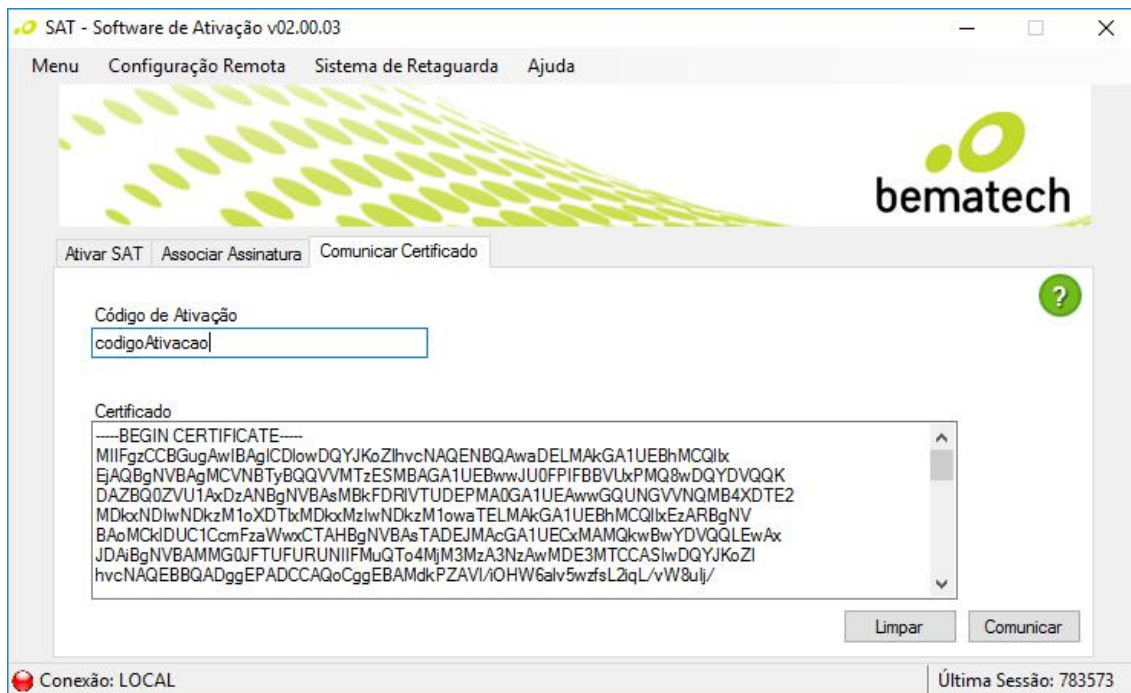 SAT - Software de Ativação v02.00.03
Menu Configuração Remota Sistema de Retaguarda Ajuda
bematech
Ativar SAT Associar Assinatura Comunicar Certificado
?
Código de Ativação
codigoAtivacao
Certificado
-----BEGIN CERTIFICATE-----
MIIFgzCCBGugAwIBAgICDIowDQYJKoZIhvcNAQENBQAwaDELMAkGA1UEBhMCQlIx
EjAQBgNVBAgMCVNBTyBQQVVMTzESMBAGA1UEBwwJU0FPIFBBVUxPMQ8wDQYDVQQK
DAZBQ0ZVU1AxDzANBgNVBAsMBkFDRlVTUDEPMA0GA1UEAwwGQUNGVVNQMB4XDTE2
MDkxNDIwNDkzM1oXDTIxMDkxMzIwNDkzM1owaTELMAkGA1UEBhMCQlIxEzARBgNV
BAoMCklDUC1CcmFzaWwxCTAHBgNVBAsTADEJMAcGA1UECxMAMQkwBwYDVQQLEwAx
JDAiBgNVBAMMG0JFTUFURUNIIFMuQTo4MjM3MzA3NzAwMDE3MTCCASIwDQYJKoZI
hvcNAQEBBQADggEPADCCAQoCggEBAMdkPZAVI/iOHW6alv5wzfsL2iqL/vW8ulj/
Limpar Comunicar
Conexão: LOCAL Última Sessão: 783573